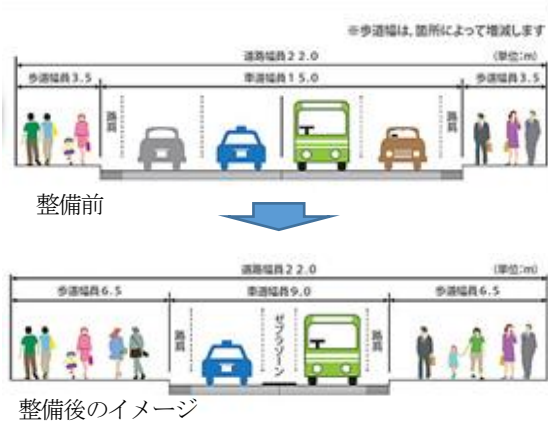 ※歩道幅は、箇所によって増減します
道路幅員22.0 (単位:m)
歩道幅員3.5 車道幅員15.0 歩道幅員3.5
路肩 路肩
整備前
道路幅員22.0 (単位:m)
歩道幅員6.5 車道幅員9.0 歩道幅員6.5
路肩 ゼブラゾーン 路肩
整備後のイメージ